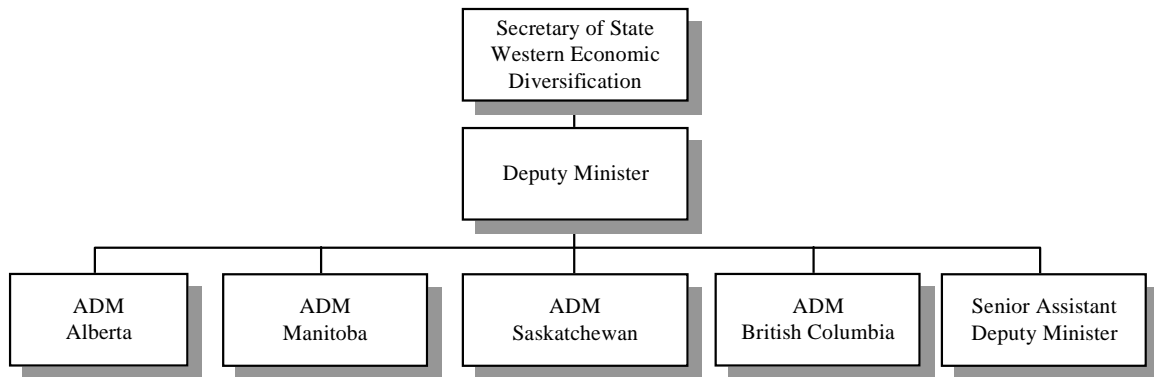 Secretary of State
Western Economic
Diversification
Deputy Minister
ADM
Alberta
ADM
Manitoba
ADM
Saskatchewan
ADM
British Columbia
Senior Assistant
Deputy Minister